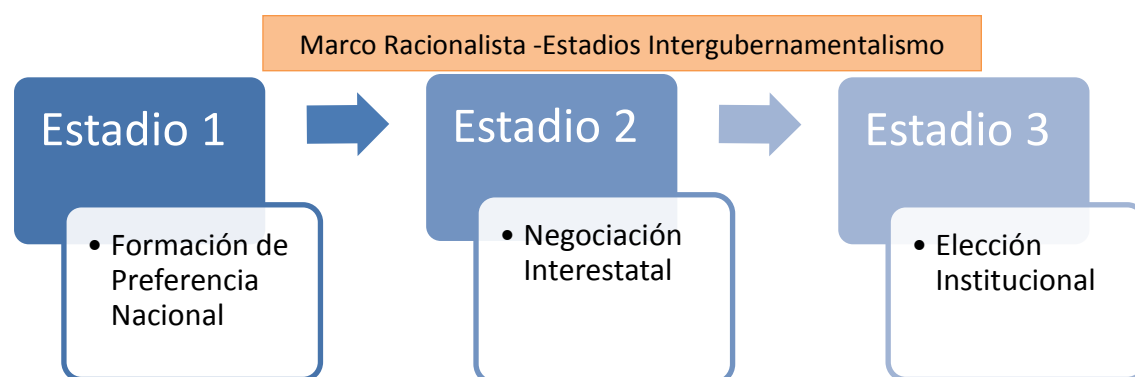 Marco Racionalista -Estadios Intergubernamentalismo
Estadio 1
Estadio 2
Estadio 3
• Formación de
Preferencia
Nacional
• Negociación
Interestatal
• Elección
Institucional